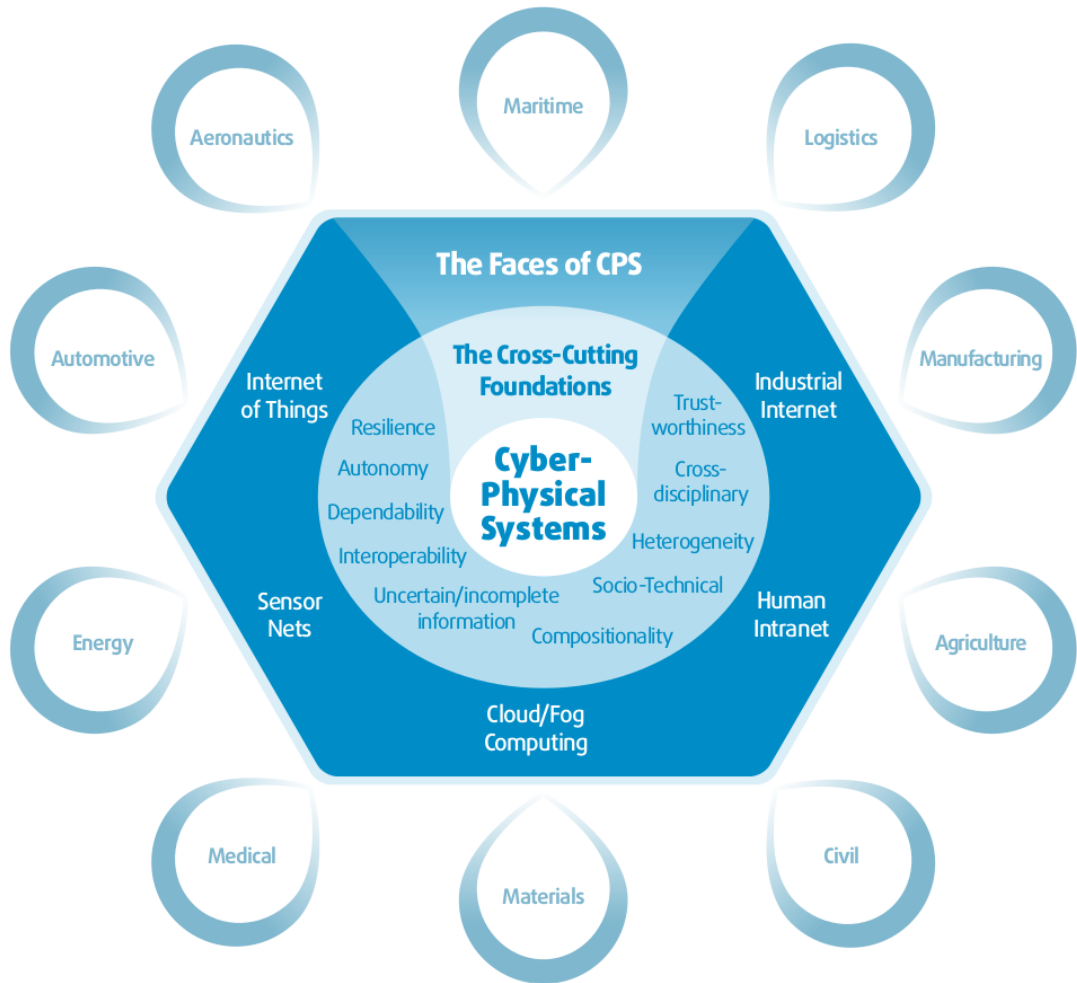 Maritime
Aeronautics
Logistics
The Faces of CPS
Automotive
Manufacturing
The Cross-Cutting
Foundations
Internet
of Things
Industrial
Internet
Resilience
Autonomy
Dependability
Interoperability
Uncertain/incomplete
information
Trust-
worthiness
Cross-
disciplinary
Heterogeneity
Socio-Technical
Compositionality
Cyber-
Physical
Systems
Sensor
Nets
Human
Intranet
Energy
Agriculture
Cloud/Fog
Computing
Medical
Civil
Materials